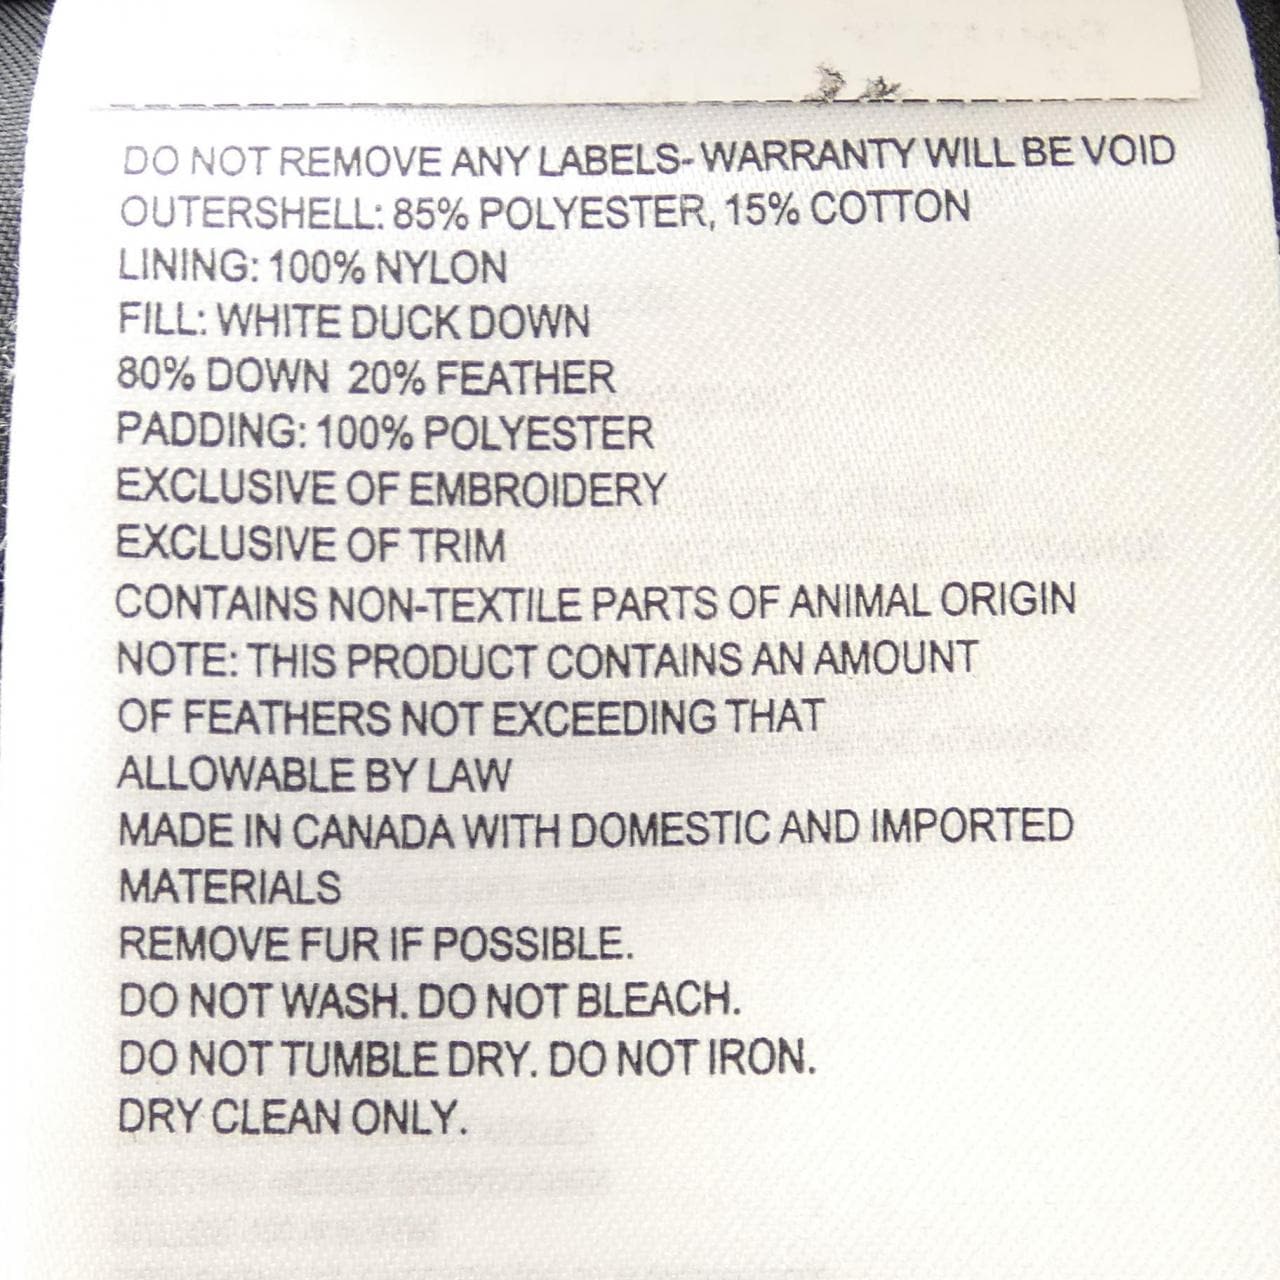 DO NOT REMOVE ANY LABELS- WARRANTY WILL BE VOID
OUTERSHELL: 85% POLYESTER, 15% COTTON
LINING: 100% NYLON
FILL: WHITE DUCK DOWN
80% DOWN 20% FEATHER
PADDING: 100% POLYESTER
EXCLUSIVE OF EMBROIDERY
EXCLUSIVE OF TRIM
CONTAINS NON-TEXTILE PARTS OF ANIMAL ORIGIN
NOTE: THIS PRODUCT CONTAINS AN AMOUNT
OF FEATHERS NOT EXCEEDING THAT
ALLOWABLE BY LAW
MADE IN CANADA WITH DOMESTIC AND IMPORTED
MATERIALS
REMOVE FUR IF POSSIBLE.
DO NOT WASH. DO NOT BLEACH.
DO NOT TUMBLE DRY. DO NOT IRON.
DRY CLEAN ONLY.